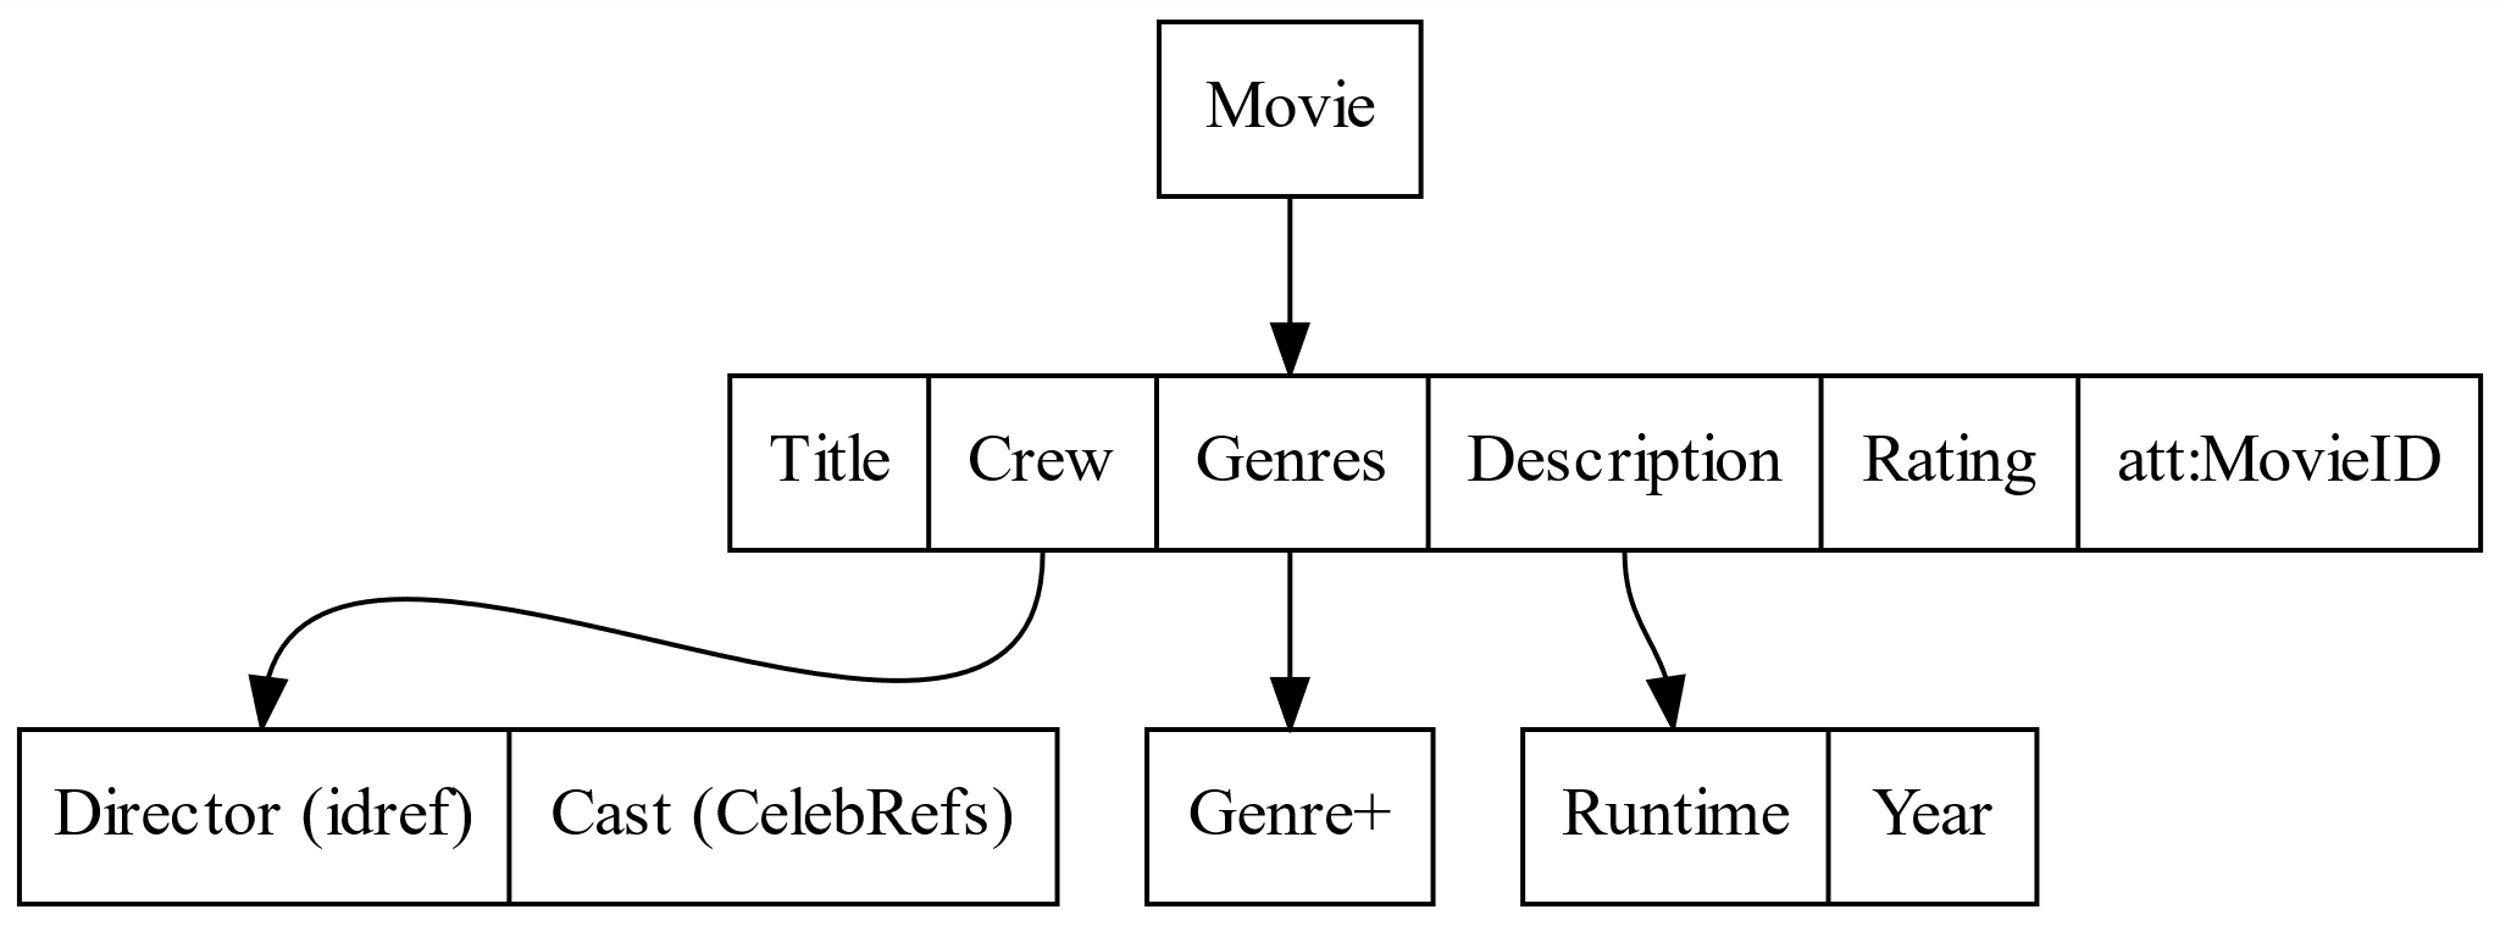 Movie
Title Crew Genres Description Rating att:MovieID
Director (idref) Cast (CelebRefs) Genre+ Runtime Year